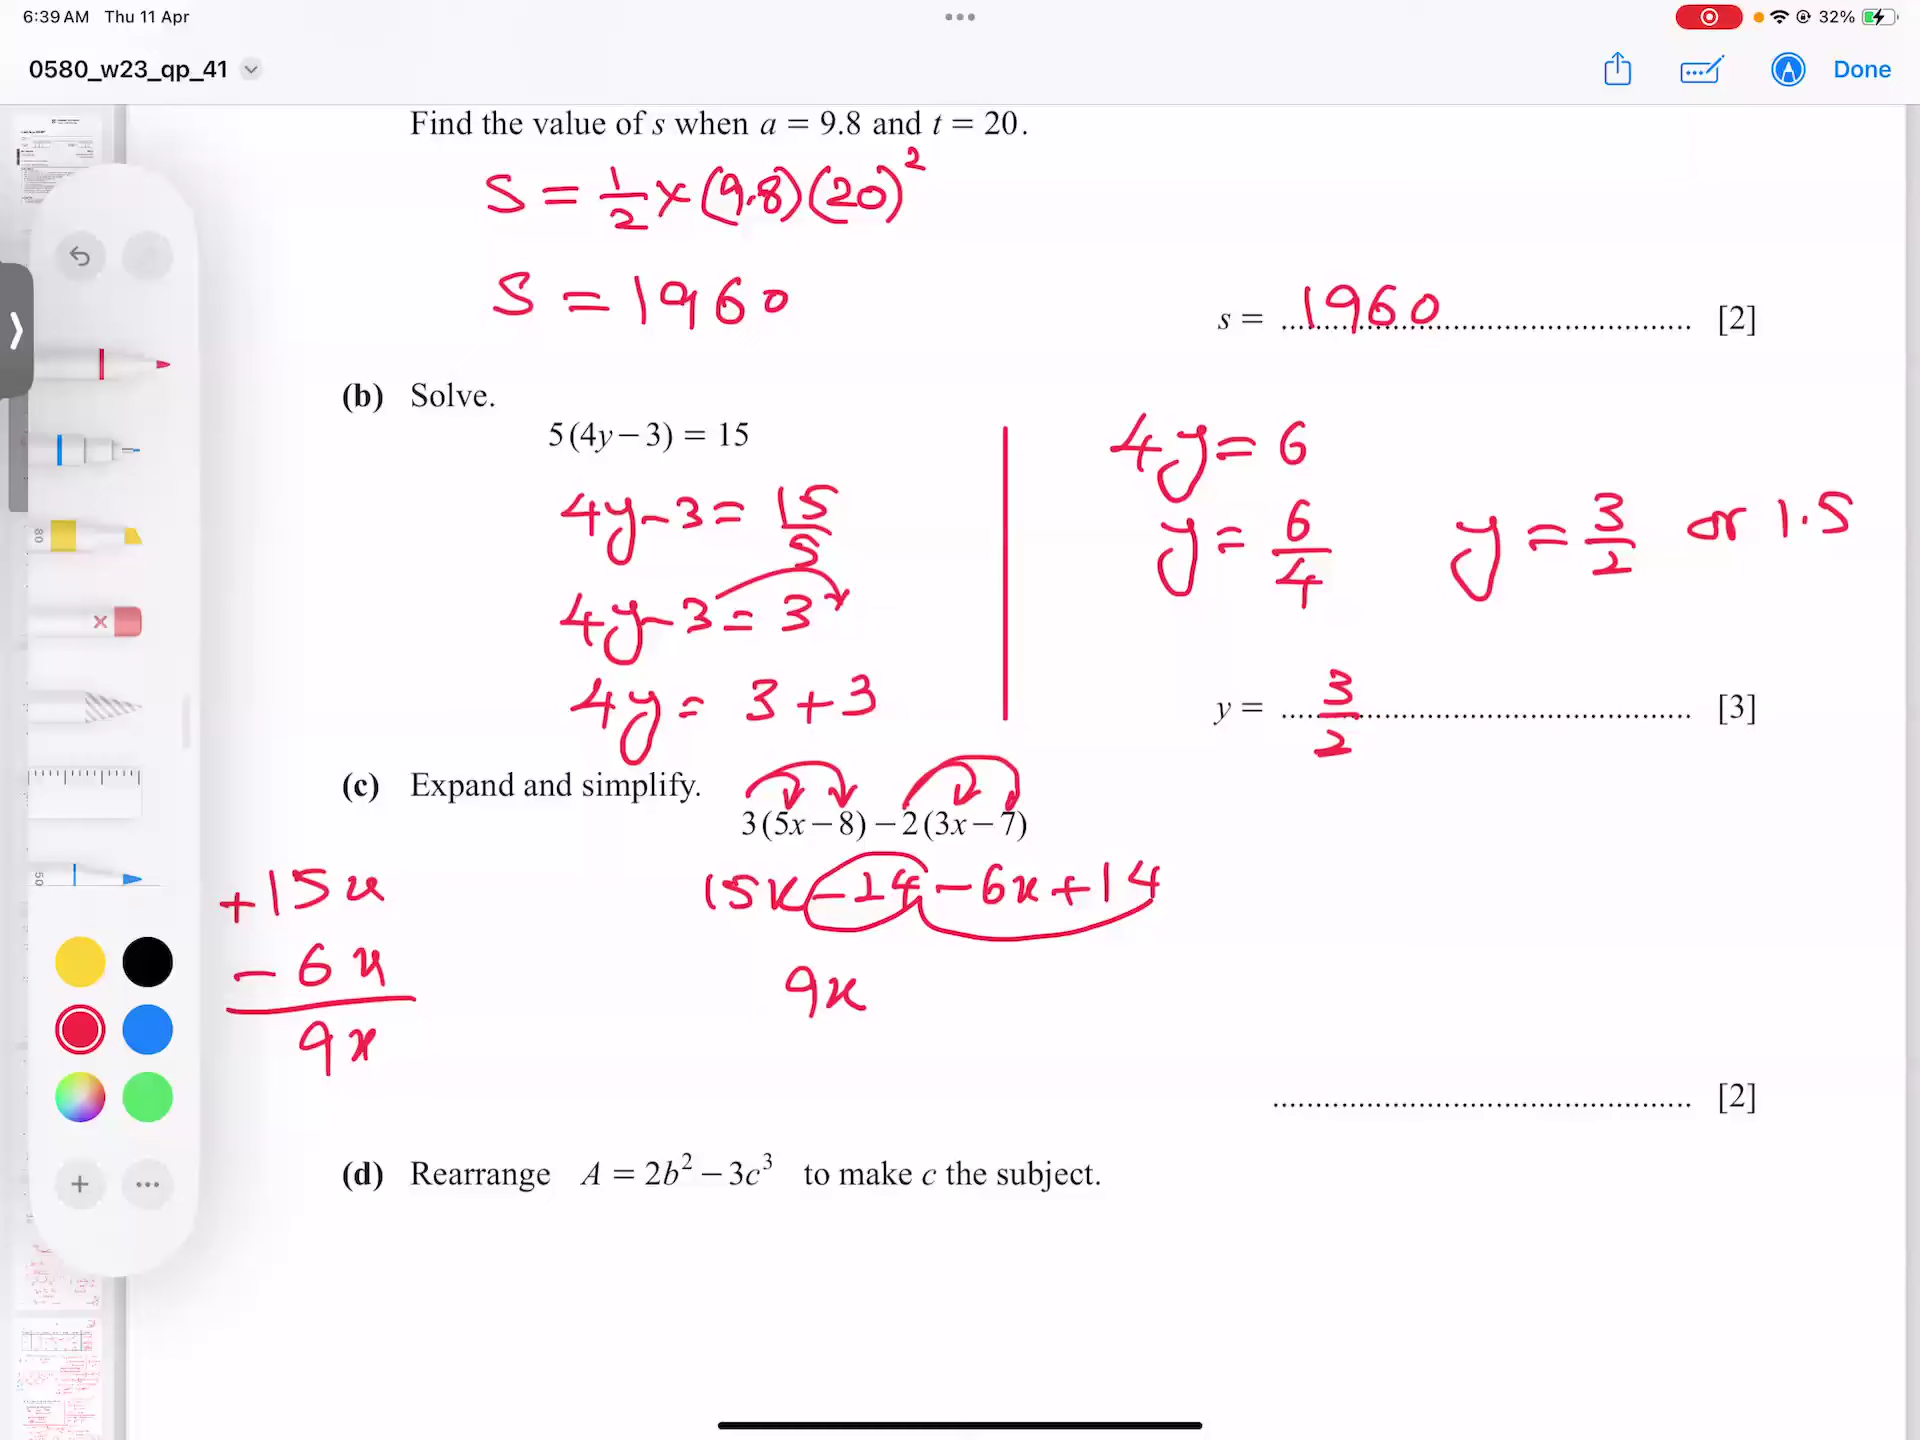 6:39 AM Thu 11 Apr
32%
0580_w23_qp_41
Done
Find the value of s when a = 9.8 and t = 20.
S = 1/2 × (9.8)(20)²
S = 1960
s = 1960 [2]
(b) Solve.
5(4y – 3) = 15
4y – 3 = 15/5
4y – 3 = 3
4y = 3 + 3
4y = 6
y = 6/4
y = 3/2 or 1.5
y = 3/2 [3]
(c) Expand and simplify.
3(5x – 8) – 2(3x – 7)
15x – 24 – 6x + 14
9x
+15x
– 6x
9x
[2]
(d) Rearrange A = 2b² – 3c³ to make c the subject.
80
50